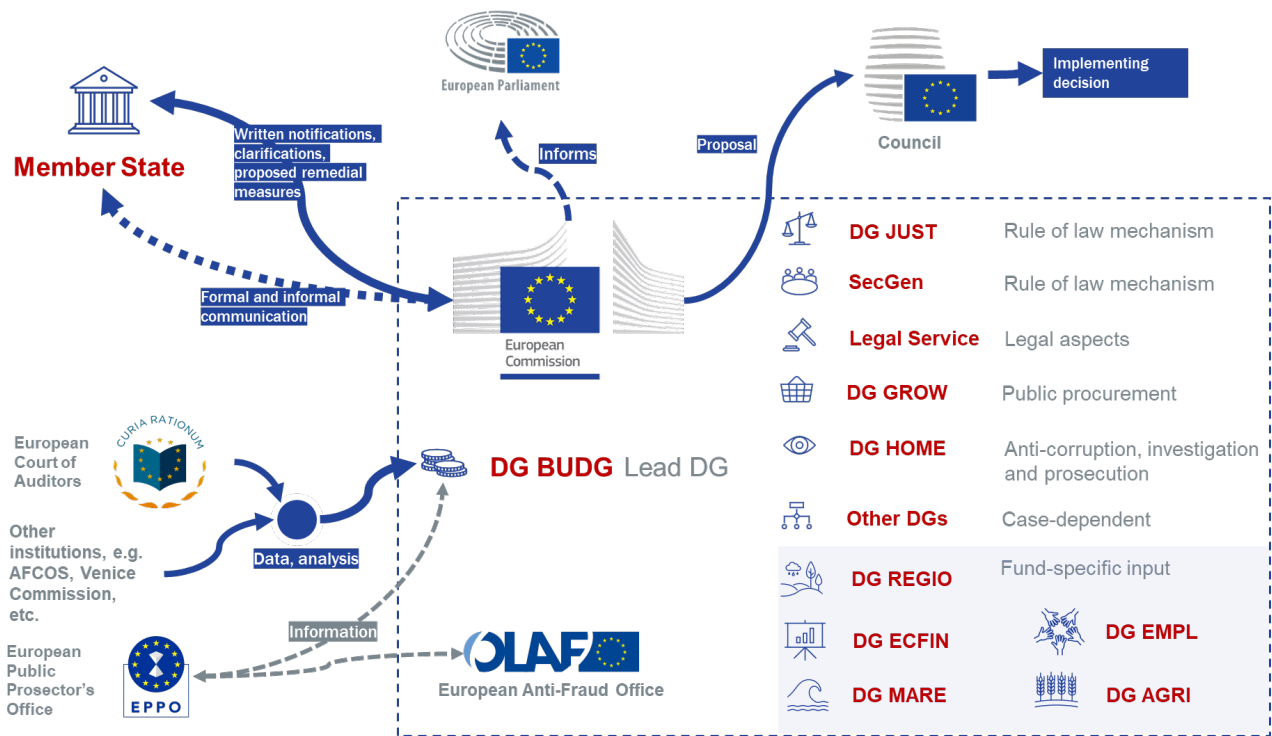 European Parliament
Implementing
decision
Council
Member State
Written notifications,
clarifications,
proposed remedial
measures
Informs
Proposal
Formal and informal
communication
European
Commission
DG JUST Rule of law mechanism
SecGen Rule of law mechanism
Legal Service Legal aspects
DG GROW Public procurement
DG HOME Anti-corruption, investigation
and prosecution
Other DGs Case-dependent
DG REGIO Fund-specific input
DG ECFIN DG EMPL
DG MARE DG AGRI
European
Court of
Auditors
CURIA RATIONUM
DG BUDG Lead DG
Other
institutions, e.g.
AFCOS, Venice
Commission,
etc.
Data, analysis
Information
European
Public
Prosector's
Office
EPPO
OLAF
European Anti-Fraud Office